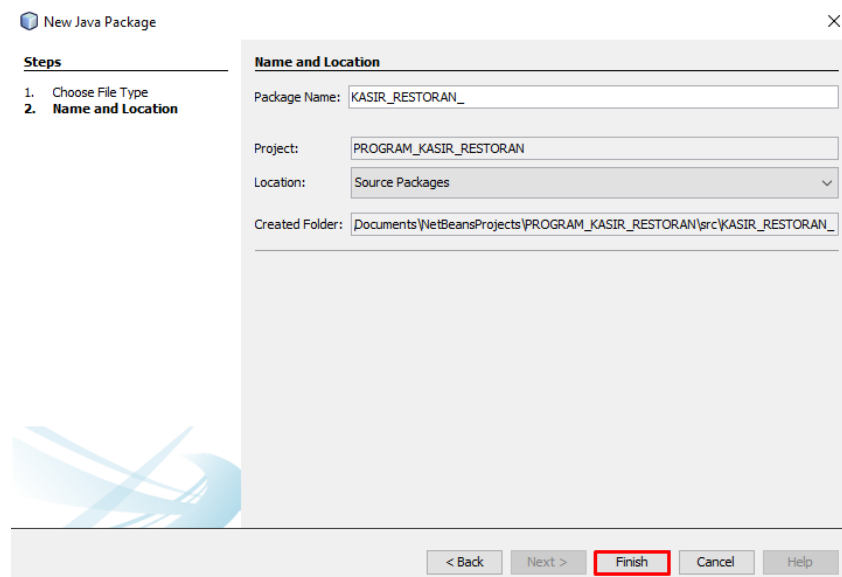 New Java Package
Steps
1. Choose File Type
2. Name and Location
Name and Location
Package Name: KASIR_RESTORAN_
Project: PROGRAM_KASIR_RESTORAN
Location: Source Packages
Created Folder: Documents\NetBeansProjects\PROGRAM_KASIR_RESTORAN\src\KASIR_RESTORAN_
< Back Next > Finish Cancel Help